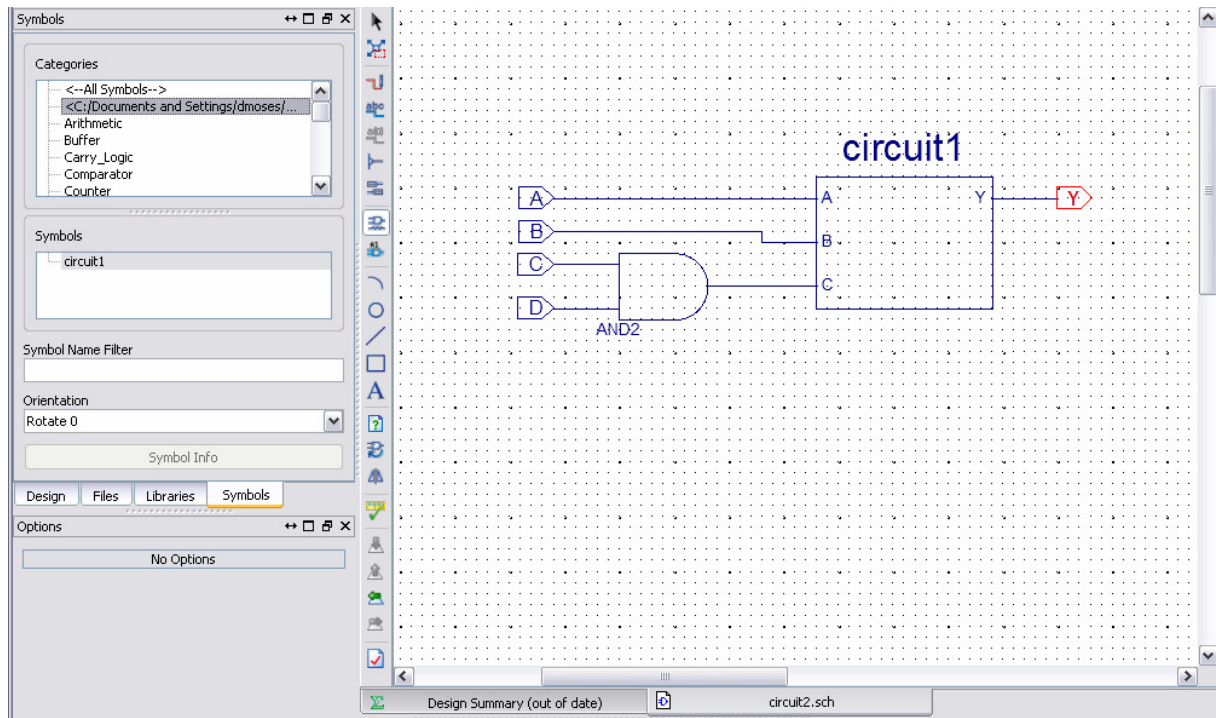 Symbols
Categories
<--All Symbols-->
<C:/Documents and Settings/dmoses/...
Arithmetic
Buffer
Carry_Logic
Comparator
Counter
Symbols
circuit1
Symbol Name Filter
Orientation
Rotate 0
Symbol Info
Design Files Libraries Symbols
Options
No Options
abc
A
circuit1
A A Y Y
B B
C C
D
AND2
Design Summary (out of date) circuit2.sch